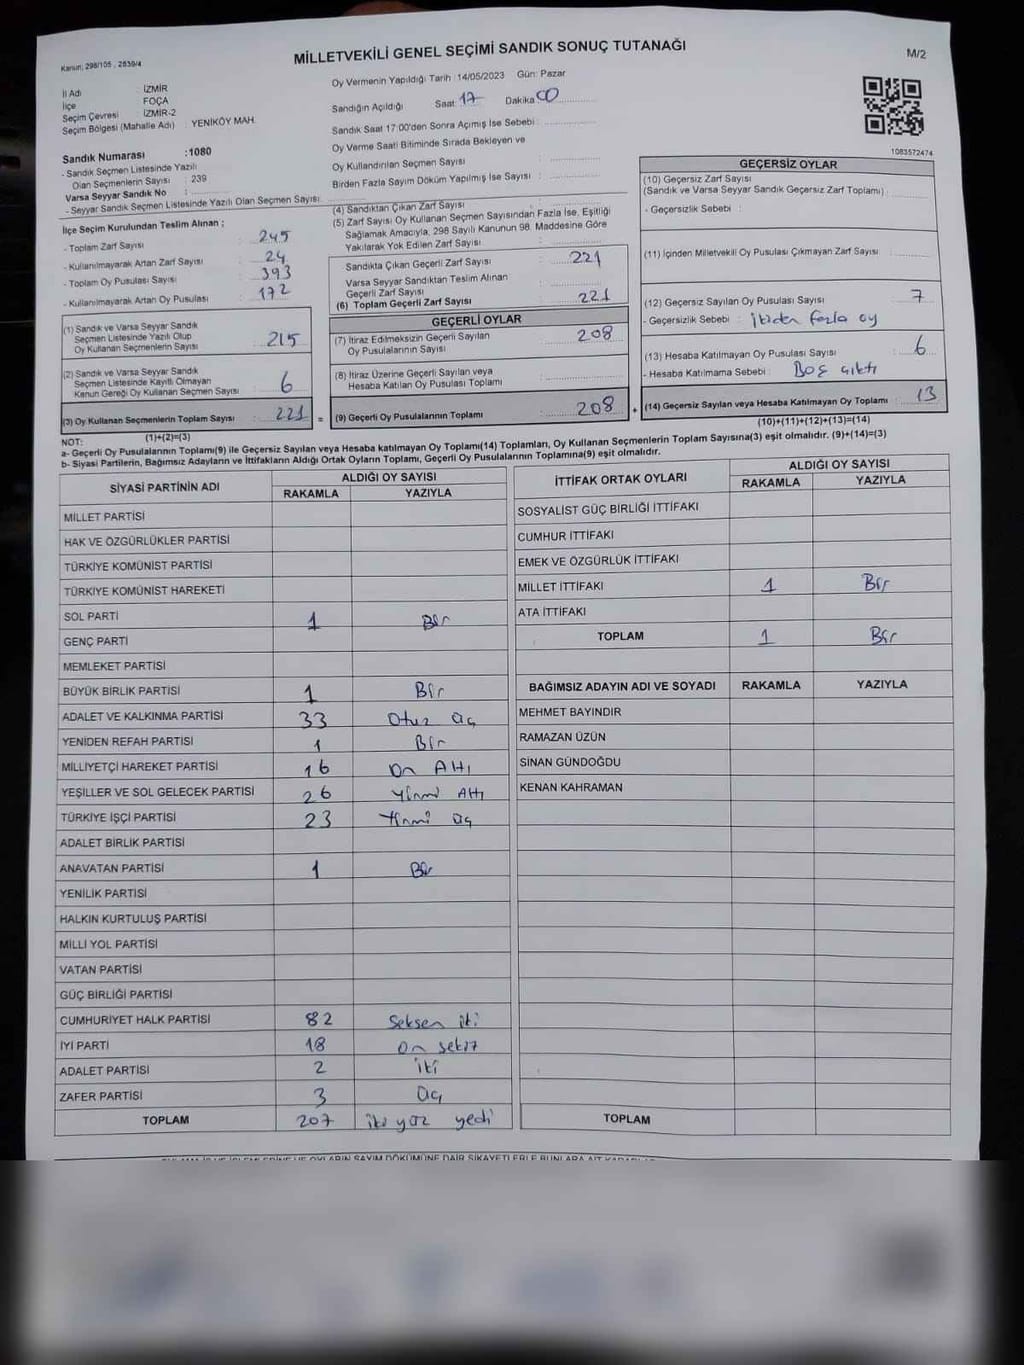 MİLLETVEKİLİ GENEL SEÇİMİ SANDIK SONUÇ TUTANAĞI
M/2
Kanun: 298/105 , 2839/4
İl Adı : İZMİR
İlçe : FOÇA
Seçim Çevresi : İZMİR-2
Seçim Bölgesi (Mahalle Adı) : YENİKÖY MAH.
Sandık Numarası :1080
- Sandık Seçmen Listesinde Yazılı
Olan Seçmenlerin Sayısı : 239
Varsa Seyyar Sandık No :
- Seyyar Sandık Seçmen Listesinde Yazılı Olan Seçmen Sayısı:
Oy Vermenin Yapıldığı Tarih :14/05/2023 Gün: Pazar
Sandığın Açıldığı Saat: 17 Dakika: 00
Sandık Saat 17:00'den Sonra Açımış İse Sebebi :
Oy Verme Saati Bitiminde Sırada Bekleyen ve
Oy Kullandırılan Seçmen Sayısı :
Birden Fazla Sayım Döküm Yapılmış İse Sayısı :
1083572474
İlçe Seçim Kurulundan Teslim Alınan ;
- Toplam Zarf Sayısı : 245
- Kullanılmayarak Artan Zarf Sayısı : 24
- Toplam Oy Pusulası Sayısı : 393
- Kullanılmayarak Artan Oy Pusulası : 172
(1) Sandık ve Varsa Seyyar Sandık
Seçmen Listesinde Yazılı Olup
Oy Kullanan Seçmenlerin Sayısı : 215
(2) Sandık ve Varsa Seyyar Sandık
Seçmen Listesinde Kayıtlı Olmayan
Kanun Gereği Oy Kullanan Seçmen Sayısı : 6
(3) Oy Kullanan Seçmenlerin Toplam Sayısı : 221 =
(1)+(2)=(3)
(4) Sandıktan Çıkan Zarf Sayısı :
(5) Zarf Sayısı Oy Kullanan Seçmen Sayısından Fazla İse, Eşitliği
Sağlamak Amacıyla, 298 Sayılı Kanunun 98. Maddesine Göre
Yakılarak Yok Edilen Zarf Sayısı :
Sandıkta Çıkan Geçerli Zarf Sayısı : 221
Varsa Seyyar Sandıktan Teslim Alınan
Geçerli Zarf Sayısı :
(6) Toplam Geçerli Zarf Sayısı : 221
GEÇERLİ OYLAR
(7) İtiraz Edilmeksizin Geçerli Sayılan
Oy Pusulalarının Sayısı : 208
(8) İtiraz Üzerine Geçerli Sayılan veya
Hesaba Katılan Oy Pusulası Toplamı :
(9) Geçerli Oy Pusulalarının Toplamı : 208 +
GEÇERSİZ OYLAR
(10) Geçersiz Zarf Sayısı
(Sandık ve Varsa Seyyar Sandık Geçersiz Zarf Toplamı) :
- Geçersizlik Sebebi :
(11) İçinden Milletvekili Oy Pusulası Çıkmayan Zarf Sayısı :
(12) Geçersiz Sayılan Oy Pusulası Sayısı : 7
- Geçersizlik Sebebi : ikiden fazla oy
(13) Hesaba Katılmayan Oy Pusulası Sayısı : 6
- Hesaba Katılmama Sebebi : Boş çıktı
(14) Geçersiz Sayılan veya Hesaba Katılmayan Oy Toplamı : 13
(10)+(11)+(12)+(13)=(14)
NOT:
a- Geçerli Oy Pusulalarının Toplamı(9) ile Geçersiz Sayılan veya Hesaba katılmayan Oy Toplamı(14) Toplamları, Oy Kullanan Seçmenlerin Toplam Sayısına(3) eşit olmalıdır. (9)+(14)=(3)
b- Siyasi Partilerin, Bağımsız Adayların ve İttifakların Aldığı Ortak Oyların Toplamı, Geçerli Oy Pusulalarının Toplamına(9) eşit olmalıdır.
SİYASİ PARTİNİN ADI
ALDIĞI OY SAYISI
RAKAMLA YAZIYLA
MİLLET PARTİSİ
HAK VE ÖZGÜRLÜKLER PARTİSİ
TÜRKİYE KOMÜNİST PARTİSİ
TÜRKİYE KOMÜNİST HAREKETİ
SOL PARTİ 1 Bir
GENÇ PARTİ
MEMLEKET PARTİSİ
BÜYÜK BİRLİK PARTİSİ 1 Bir
ADALET VE KALKINMA PARTİSİ 33 Otuz üç
YENİDEN REFAH PARTİSİ 1 Bir
MİLLİYETÇİ HAREKET PARTİSİ 16 On Altı
YEŞİLLER VE SOL GELECEK PARTİSİ 26 Yirmi Altı
TÜRKİYE İŞÇİ PARTİSİ 23 Yirmi üç
ADALET BİRLİK PARTİSİ
ANAVATAN PARTİSİ 1 Bir
YENİLİK PARTİSİ
HALKIN KURTULUŞ PARTİSİ
MİLLİ YOL PARTİSİ
VATAN PARTİSİ
GÜÇ BİRLİĞİ PARTİSİ
CUMHURİYET HALK PARTİSİ 82 Seksen iki
İYİ PARTİ 18 On sekiz
ADALET PARTİSİ 2 iki
ZAFER PARTİSİ 3 Üç
TOPLAM 207 iki yüz yedi
İTTİFAK ORTAK OYLARI
ALDIĞI OY SAYISI
RAKAMLA YAZIYLA
SOSYALİST GÜÇ BİRLİĞİ İTTİFAKI
CUMHUR İTTİFAKI
EMEK VE ÖZGÜRLÜK İTTİFAKI
MİLLET İTTİFAKI 1 Bir
ATA İTTİFAKI
TOPLAM 1 Bir
BAĞIMSIZ ADAYIN ADI VE SOYADI RAKAMLA YAZIYLA
MEHMET BAYINDIR
RAMAZAN ÜZÜN
SİNAN GÜNDOĞDU
KENAN KAHRAMAN
TOPLAM